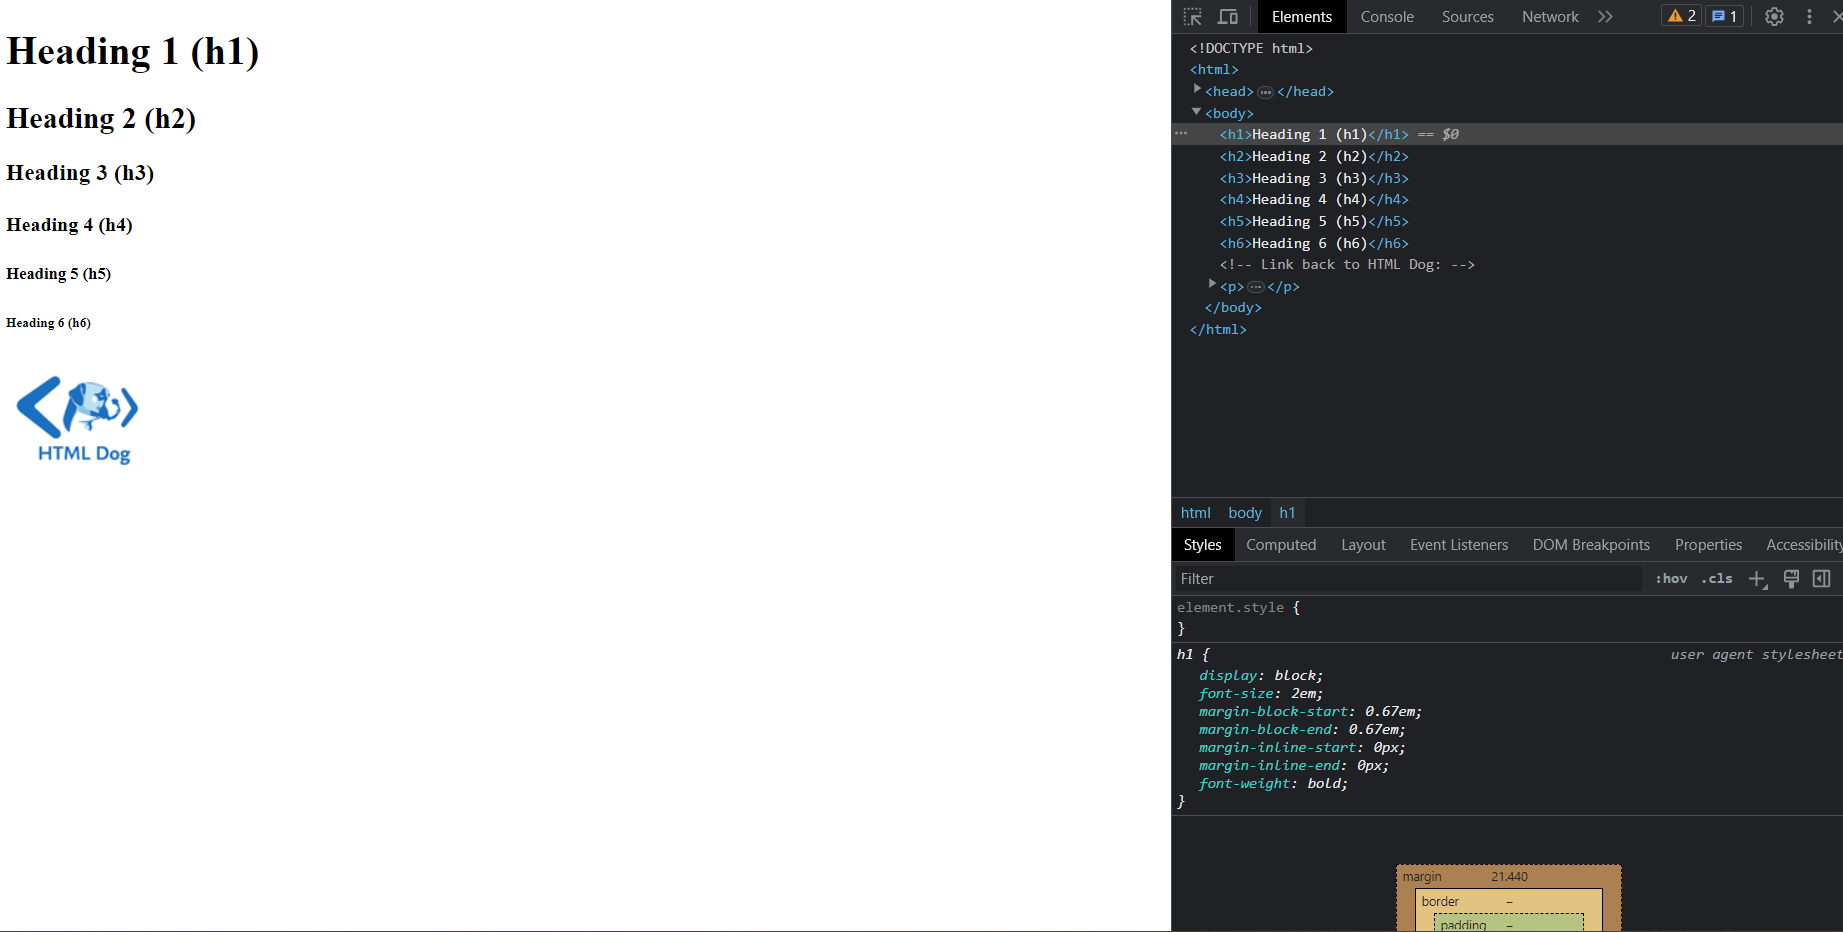 Heading 1 (h1)
Heading 2 (h2)
Heading 3 (h3)
Heading 4 (h4)
Heading 5 (h5)
Heading 6 (h6)
HTML Dog
Elements Console Sources Network 2 1
<!DOCTYPE html>
<html>
<head> ... </head>
<body>
... <h1>Heading 1 (h1)</h1> == $0
<h2>Heading 2 (h2)</h2>
<h3>Heading 3 (h3)</h3>
<h4>Heading 4 (h4)</h4>
<h5>Heading 5 (h5)</h5>
<h6>Heading 6 (h6)</h6>
<!-- Link back to HTML Dog: -->
<p> ... </p>
</body>
</html>
html body h1
Styles Computed Layout Event Listeners DOM Breakpoints Properties Accessibility
Filter :hov .cls
element.style {
}
h1 { user agent stylesheet
display: block;
font-size: 2em;
margin-block-start: 0.67em;
margin-block-end: 0.67em;
margin-inline-start: 0px;
margin-inline-end: 0px;
font-weight: bold;
}
margin 21.440
border –
padding –